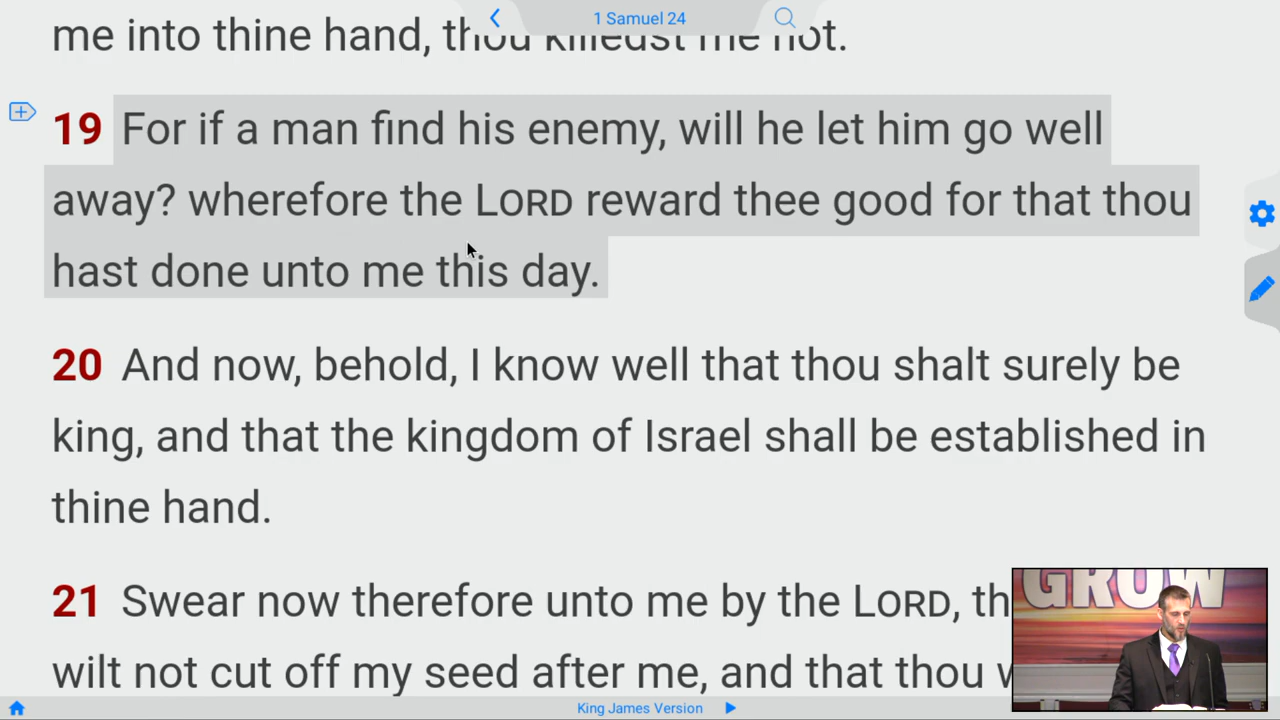 1 Samuel 24
me into thine hand, thou killedst me not.
19 For if a man find his enemy, will he let him go well
away? wherefore the LORD reward thee good for that thou
hast done unto me this day.
20 And now, behold, I know well that thou shalt surely be
king, and that the kingdom of Israel shall be established in
thine hand.
21 Swear now therefore unto me by the LORD, th
wilt not cut off my seed after me, and that thou
GROW
King James Version